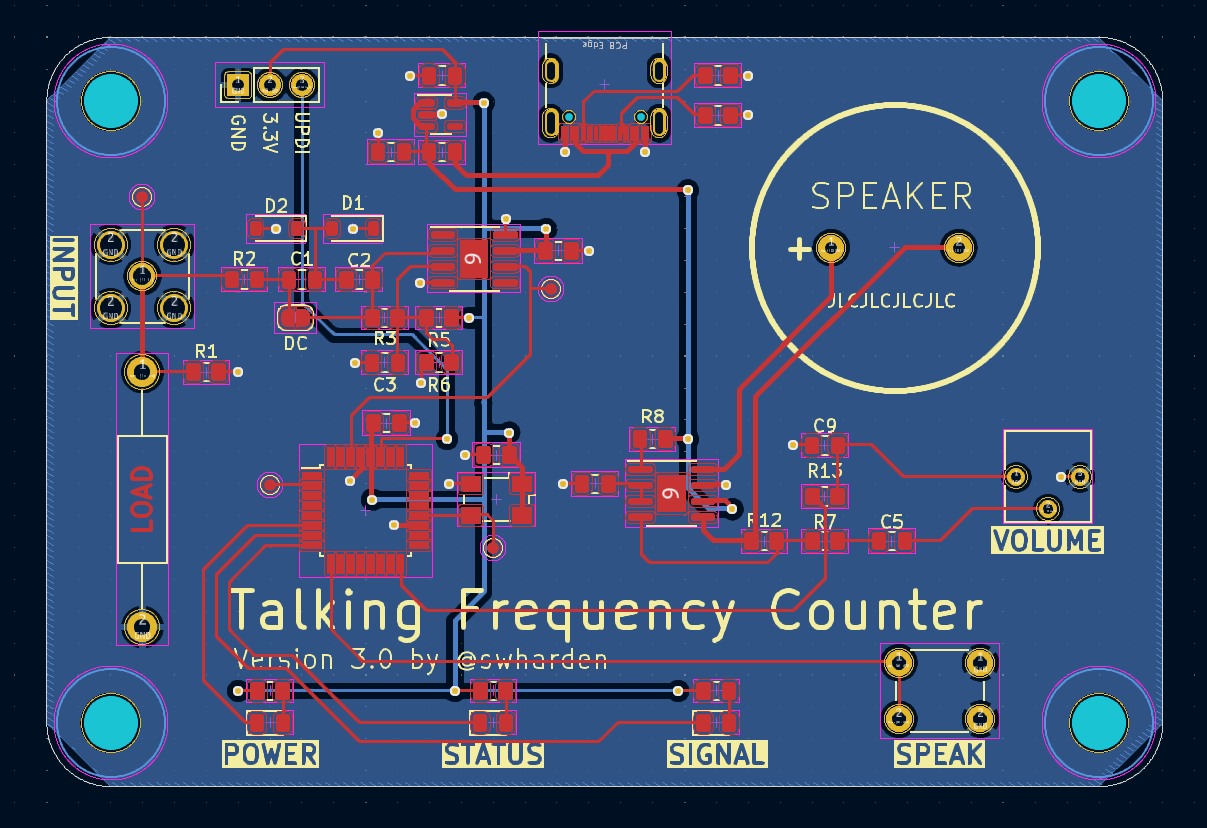 PCB Edge
GND
3.3V
UPDI
SPEAKER
+
JLCJLCJLCJLC
INPUT
D2
D1
R2
C1
C2
9
DC
R3
R5
C3
R6
R1
LOAD
R8
9
C9
R13
R12
R7
C5
VOLUME
Talking Frequency Counter
Version 3.0 by @swharden
POWER
STATUS
SIGNAL
SPEAK